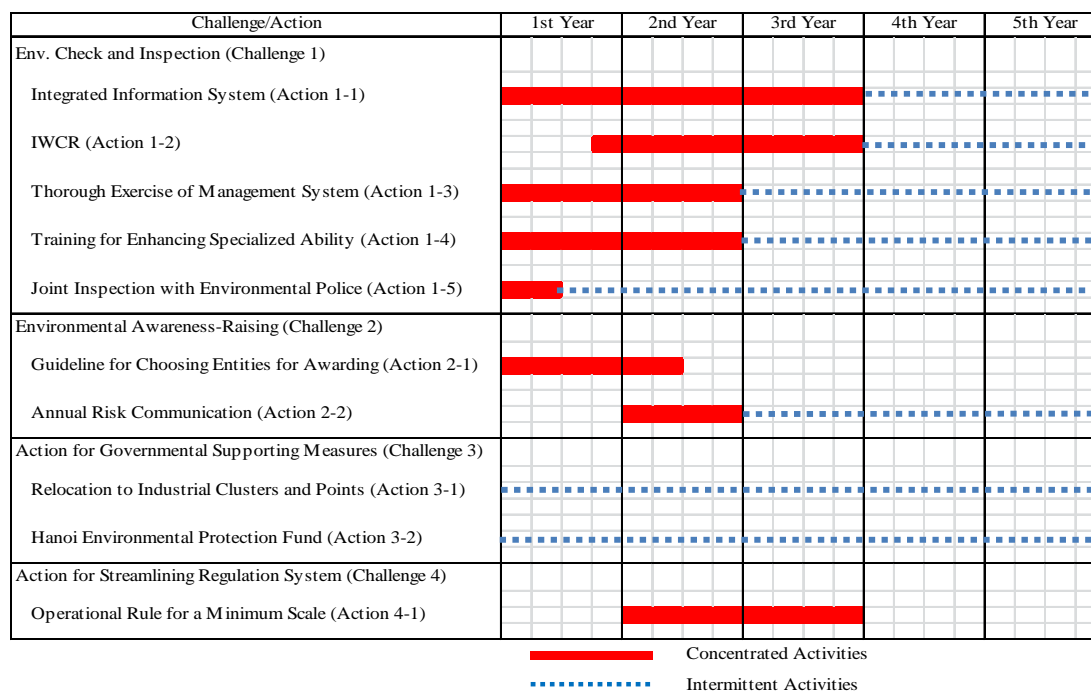 Challenge/Action 1st Year 2nd Year 3rd Year 4th Year 5th Year
Env. Check and Inspection (Challenge 1)
Integrated Information System (Action 1-1)
IWCR (Action 1-2)
Thorough Exercise of Management System (Action 1-3)
Training for Enhancing Specialized Ability (Action 1-4)
Joint Inspection with Environmental Police (Action 1-5)
Environmental Awareness-Raising (Challenge 2)
Guideline for Choosing Entities for Awarding (Action 2-1)
Annual Risk Communication (Action 2-2)
Action for Governmental Supporting Measures (Challenge 3)
Relocation to Industrial Clusters and Points (Action 3-1)
Hanoi Environmental Protection Fund (Action 3-2)
Action for Streamlining Regulation System (Challenge 4)
Operational Rule for a Minimum Scale (Action 4-1)
Concentrated Activities
Intermittent Activities